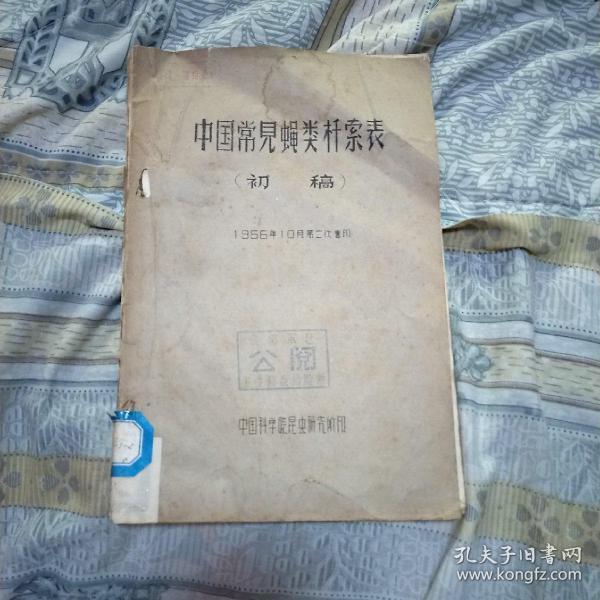 中国常见蝇类杆索表
(初 稿)
1956年10月第二次重印
公阅
中国科学院昆虫研究所印
孔夫子旧书网
www.kongfz.com